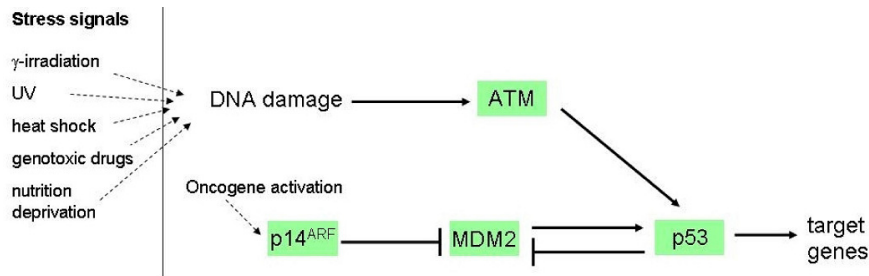 Stress signals
γ-irradiation
UV
heat shock
genotoxic drugs
nutrition
deprivation
DNA damage
ATM
Oncogene activation
p14ARF
MDM2
p53
target
genes